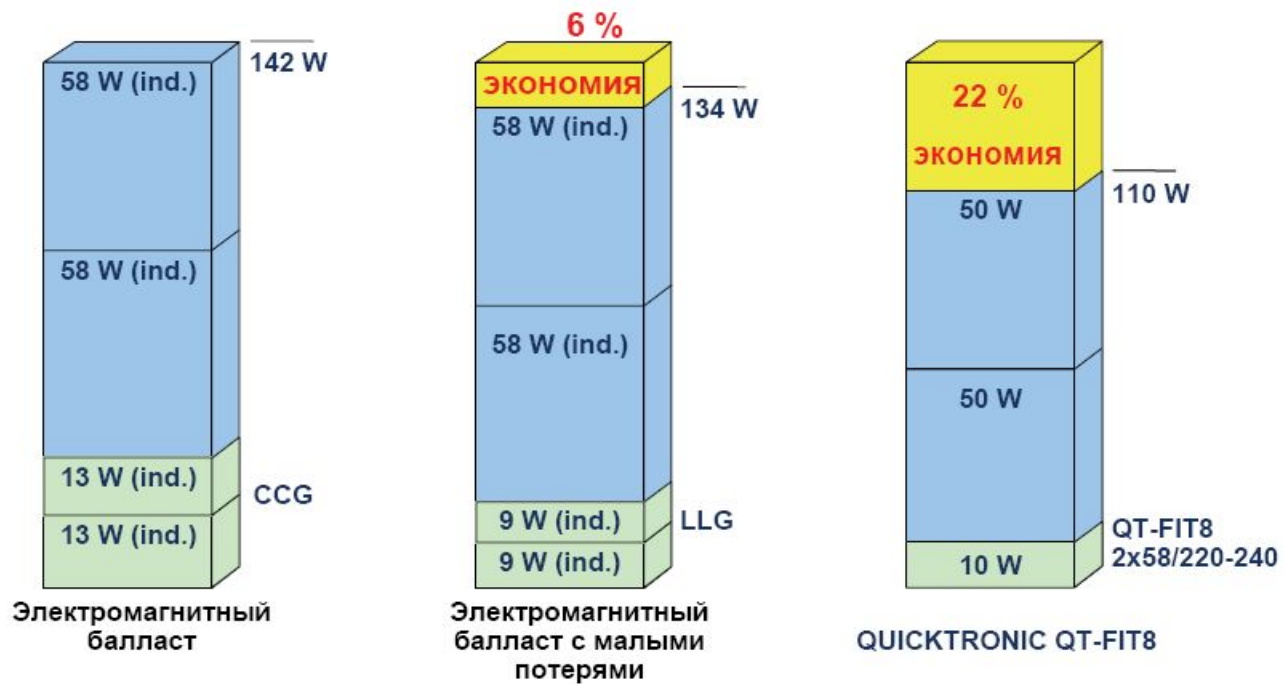 142 W
58 W (ind.)
58 W (ind.)
13 W (ind.)
13 W (ind.)
CCG
Электромагнитный
балласт
6 %
ЭКОНОМИЯ
134 W
58 W (ind.)
58 W (ind.)
9 W (ind.)
9 W (ind.)
LLG
Электромагнитный
балласт с малыми
потерями
22 %
ЭКОНОМИЯ
110 W
50 W
50 W
10 W
QT-FIT8
2x58/220-240
QUICKTRONIC QT-FIT8